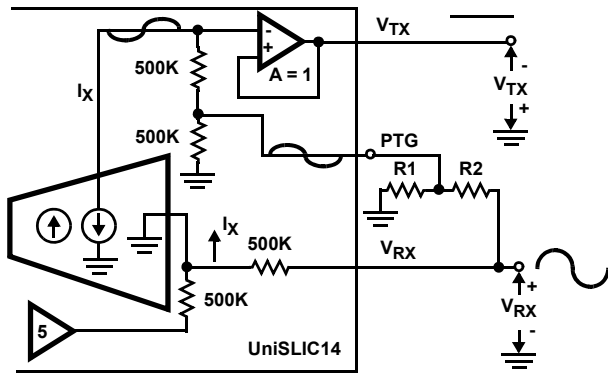 V_TX
-
+
A = 1
500K
I_X
500K
-
V_TX
+
PTG
R1
R2
I_X
500K
V_RX
500K
+
V_RX
-
5
UniSLIC14